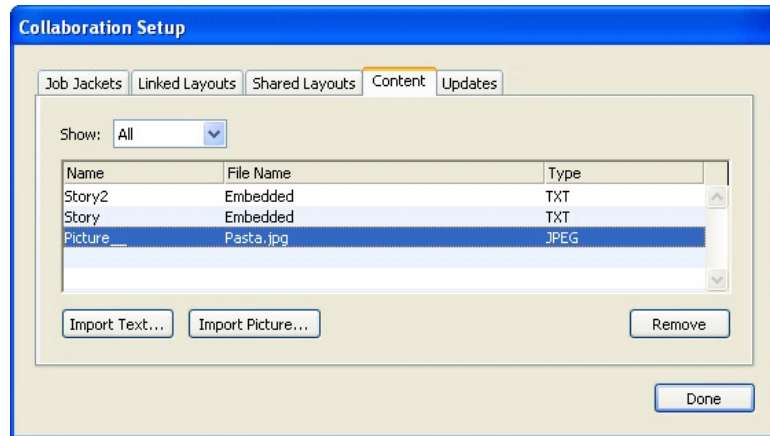 Collaboration Setup
Job Jackets Linked Layouts Shared Layouts Content Updates
Show: All
Name File Name Type
Story2 Embedded TXT
Story Embedded TXT
Picture__ Pasta.jpg JPEG
Import Text... Import Picture... Remove
Done